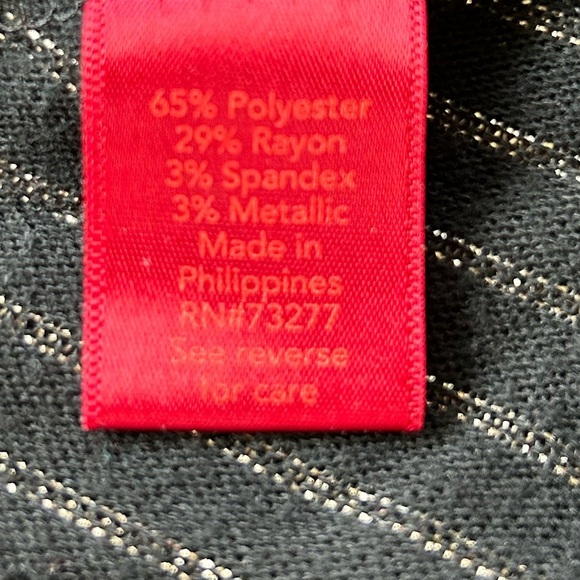 65% Polyester
29% Rayon
3% Spandex
3% Metallic
Made in
Philippines
RN#73277
See reverse
for care